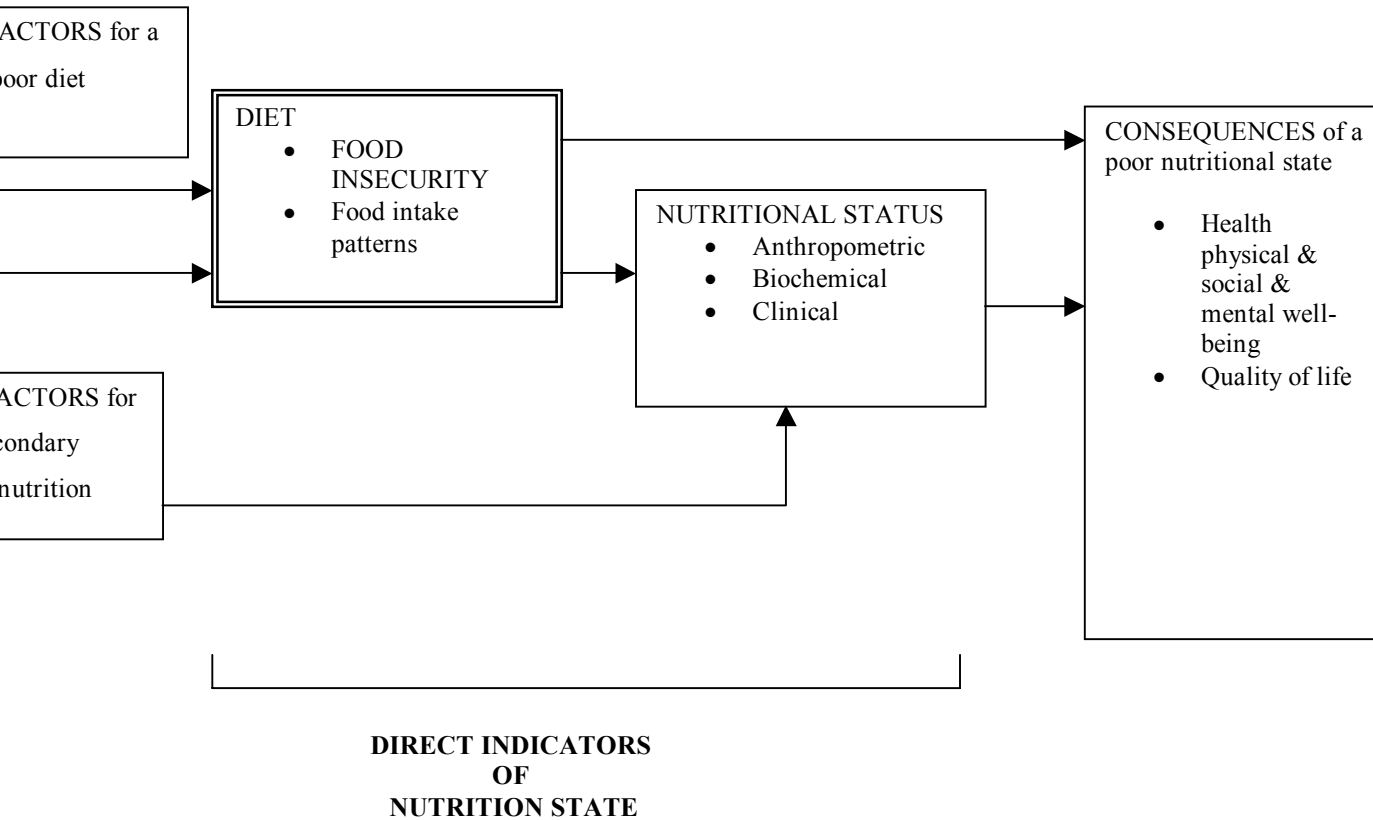 ACTORS for a
oor diet
DIET
• FOOD
INSECURITY
• Food intake
patterns
NUTRITIONAL STATUS
• Anthropometric
• Biochemical
• Clinical
CONSEQUENCES of a
poor nutritional state
• Health
physical &
social &
mental well-
being
• Quality of life
ACTORS for
condary
nutrition
DIRECT INDICATORS
OF
NUTRITION STATE